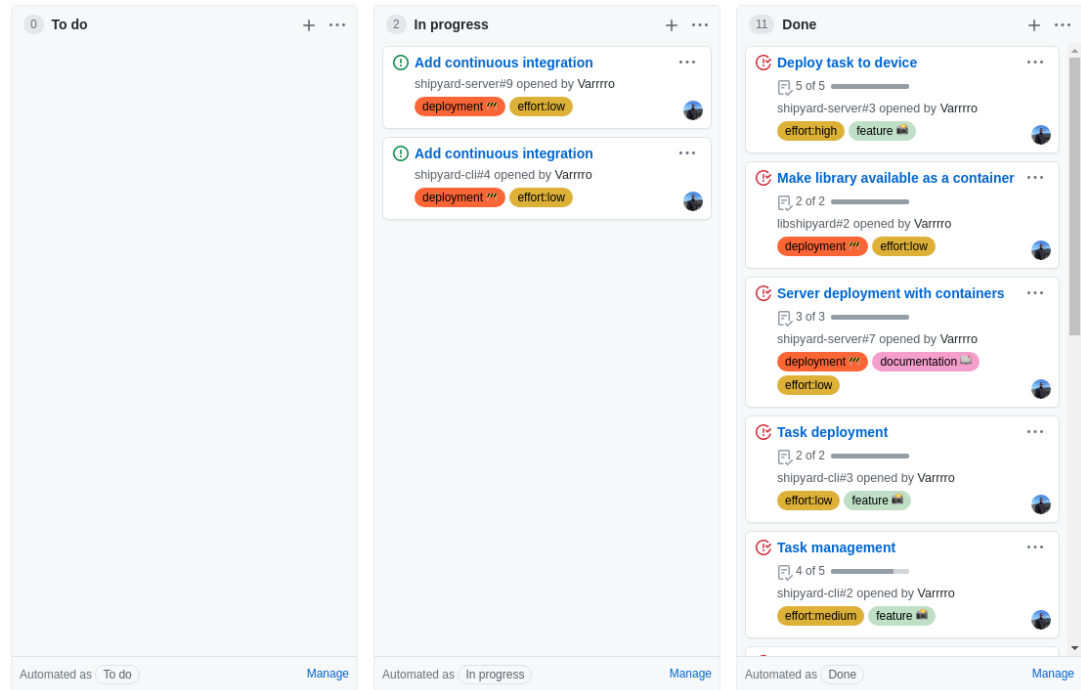 0 To do
2 In progress
Add continuous integration
shipyard-server#9 opened by Varrrro
deployment effort:low
Add continuous integration
shipyard-cli#4 opened by Varrrro
deployment effort:low
11 Done
Deploy task to device
5 of 5
shipyard-server#3 opened by Varrrro
effort:high feature
Make library available as a container
2 of 2
libshipyard#2 opened by Varrrro
deployment effort:low
Server deployment with containers
3 of 3
shipyard-server#7 opened by Varrrro
deployment documentation
effort:low
Task deployment
2 of 2
shipyard-cli#3 opened by Varrrro
effort:low feature
Task management
4 of 5
shipyard-cli#2 opened by Varrrro
effort:medium feature
Automated as To do Manage
Automated as In progress Manage
Automated as Done Manage